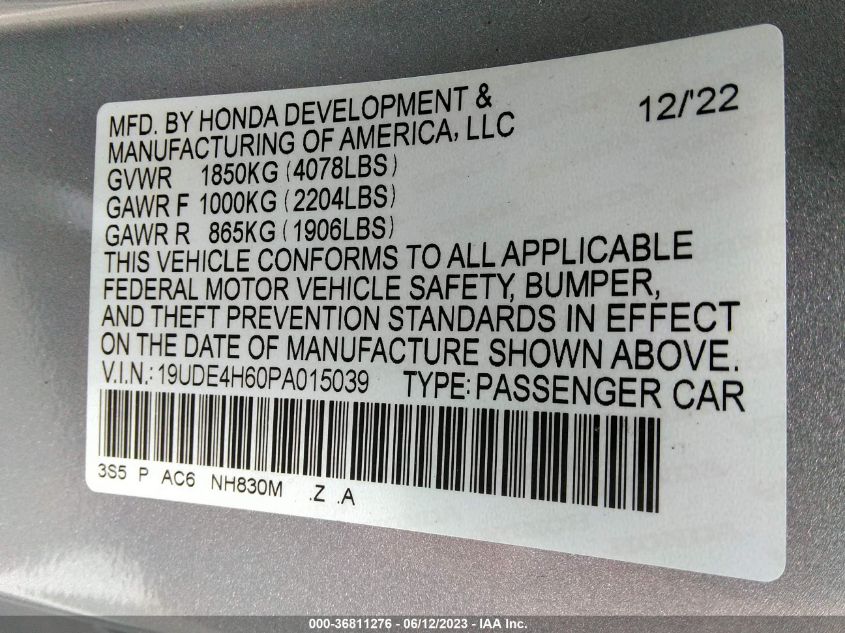 MFD. BY HONDA DEVELOPMENT & 12/'22
MANUFACTURING OF AMERICA, LLC
GVWR 1850KG (4078LBS)
GAWR F 1000KG (2204LBS)
GAWR R 865KG (1906LBS)
THIS VEHICLE CONFORMS TO ALL APPLICABLE
FEDERAL MOTOR VEHICLE SAFETY, BUMPER,
AND THEFT PREVENTION STANDARDS IN EFFECT
ON THE DATE OF MANUFACTURE SHOWN ABOVE.
V.I.N.: 19UDE4H60PA015039 TYPE: PASSENGER CAR
3S5 P AC6 NH830M .Z .A
000-36811276 - 06/12/2023 - IAA Inc.